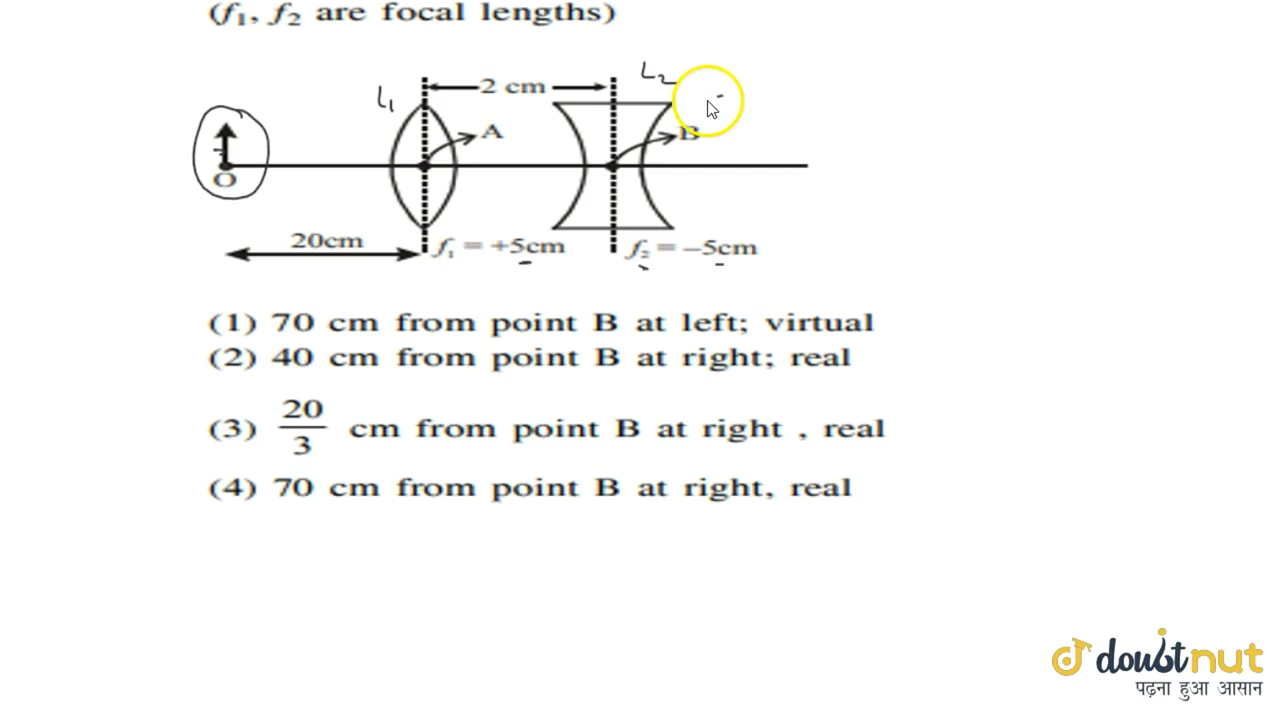 (f₁, f₂ are focal lengths)
L₁
2 cm
L₂
A
B
O
20cm
f₁ = +5cm
f₂ = −5cm
(1) 70 cm from point B at left; virtual
(2) 40 cm from point B at right; real
(3) 20/3 cm from point B at right , real
(4) 70 cm from point B at right, real
doubtnut
पढ़ना हुआ आसान